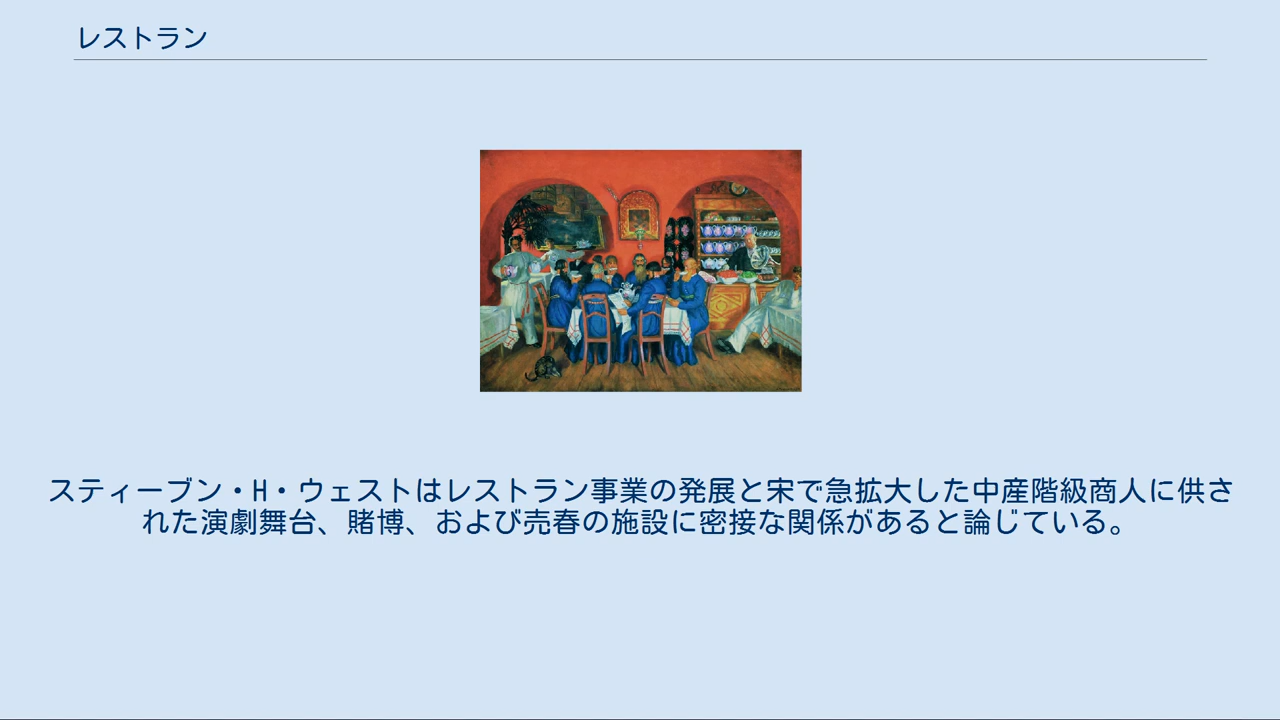 レストラン
スティーブン・H・ウェストはレストラン事業の発展と宋で急拡大した中産階級商人に供さ
れた演劇舞台、賭博、および売春の施設に密接な関係があると論じている。